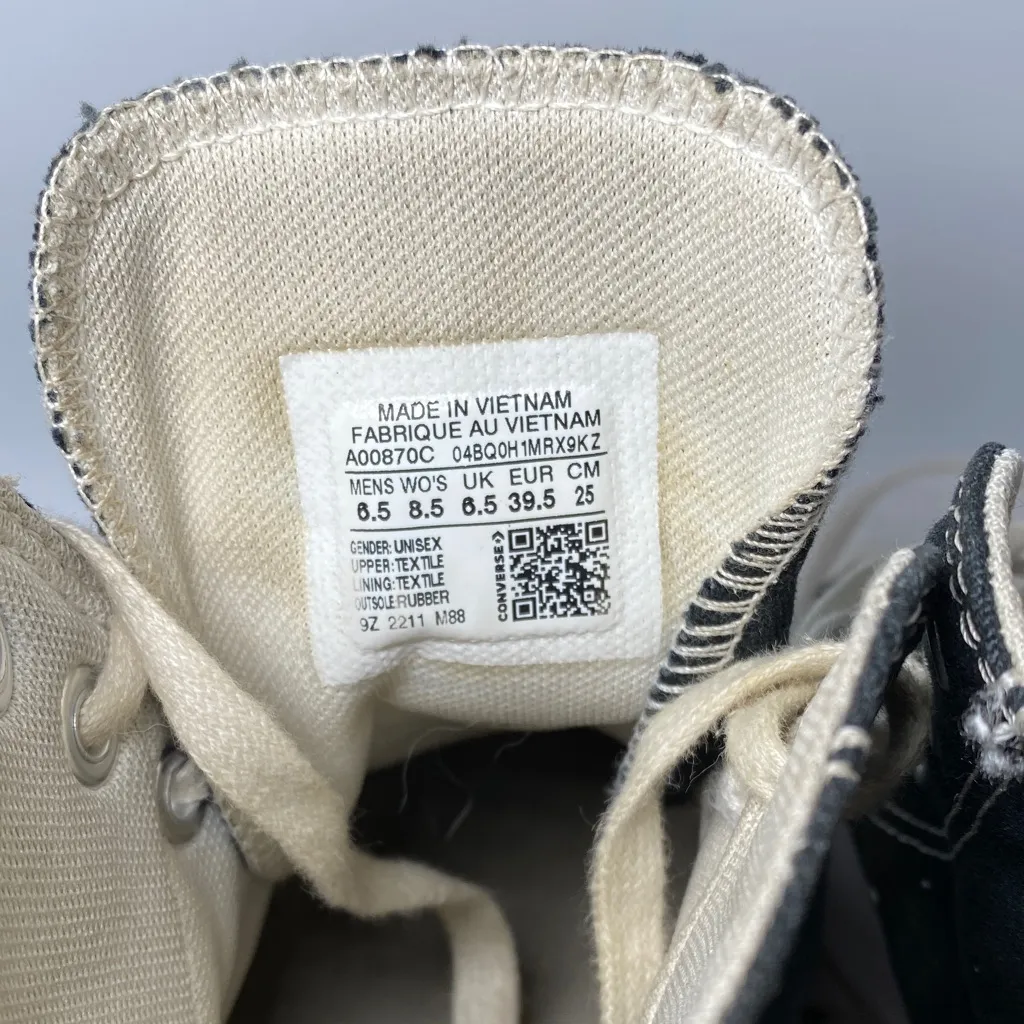 MADE IN VIETNAM
FABRIQUE AU VIETNAM
A00870C 04BQ0H1MRX9KZ
MENS WO'S UK EUR CM
6.5 8.5 6.5 39.5 25
GENDER: UNISEX
UPPER: TEXTILE
LINING: TEXTILE
OUTSOLE: RUBBER
9Z 2211 M88
CONVERSE